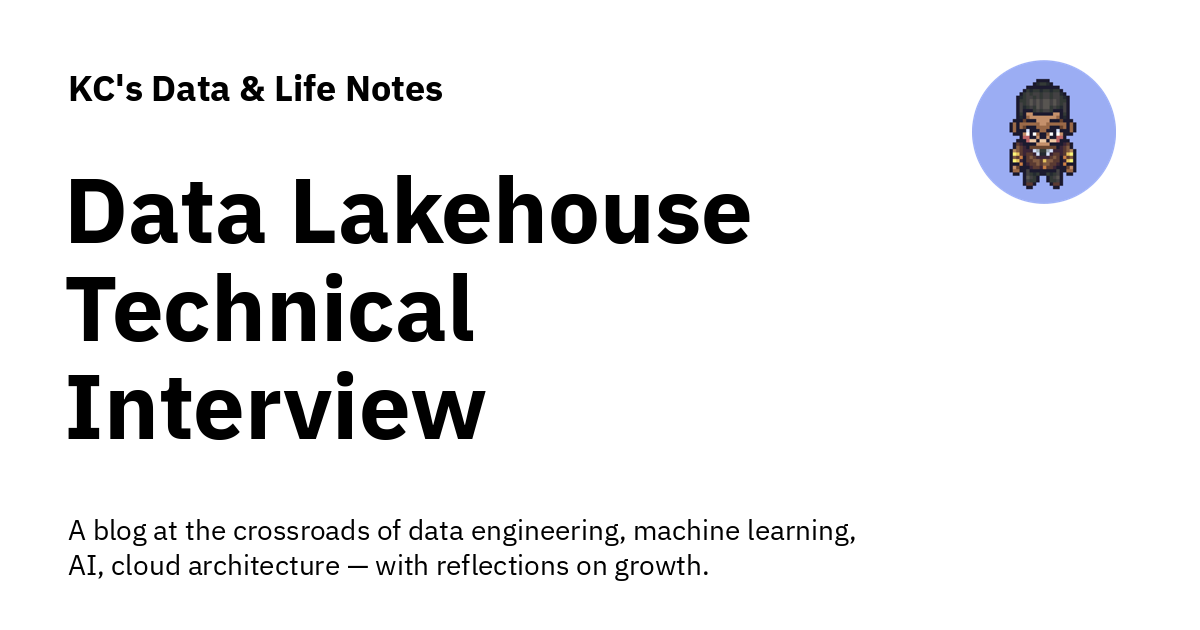 KC's Data & Life Notes
Data Lakehouse
Technical
Interview
A blog at the crossroads of data engineering, machine learning,
AI, cloud architecture — with reflections on growth.